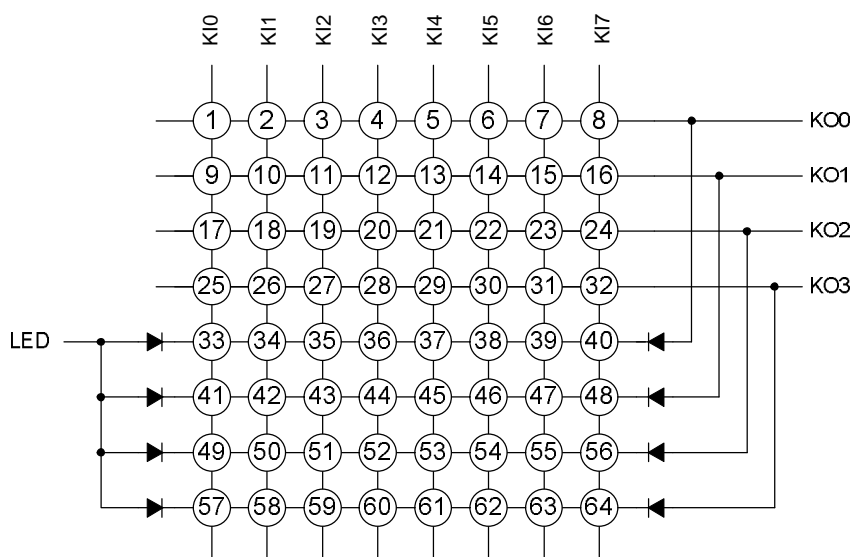 KI0 KI1 KI2 KI3 KI4 KI5 KI6 KI7
1 2 3 4 5 6 7 8 KO0
9 10 11 12 13 14 15 16 KO1
17 18 19 20 21 22 23 24 KO2
25 26 27 28 29 30 31 32 KO3
LED 33 34 35 36 37 38 39 40
41 42 43 44 45 46 47 48
49 50 51 52 53 54 55 56
57 58 59 60 61 62 63 64